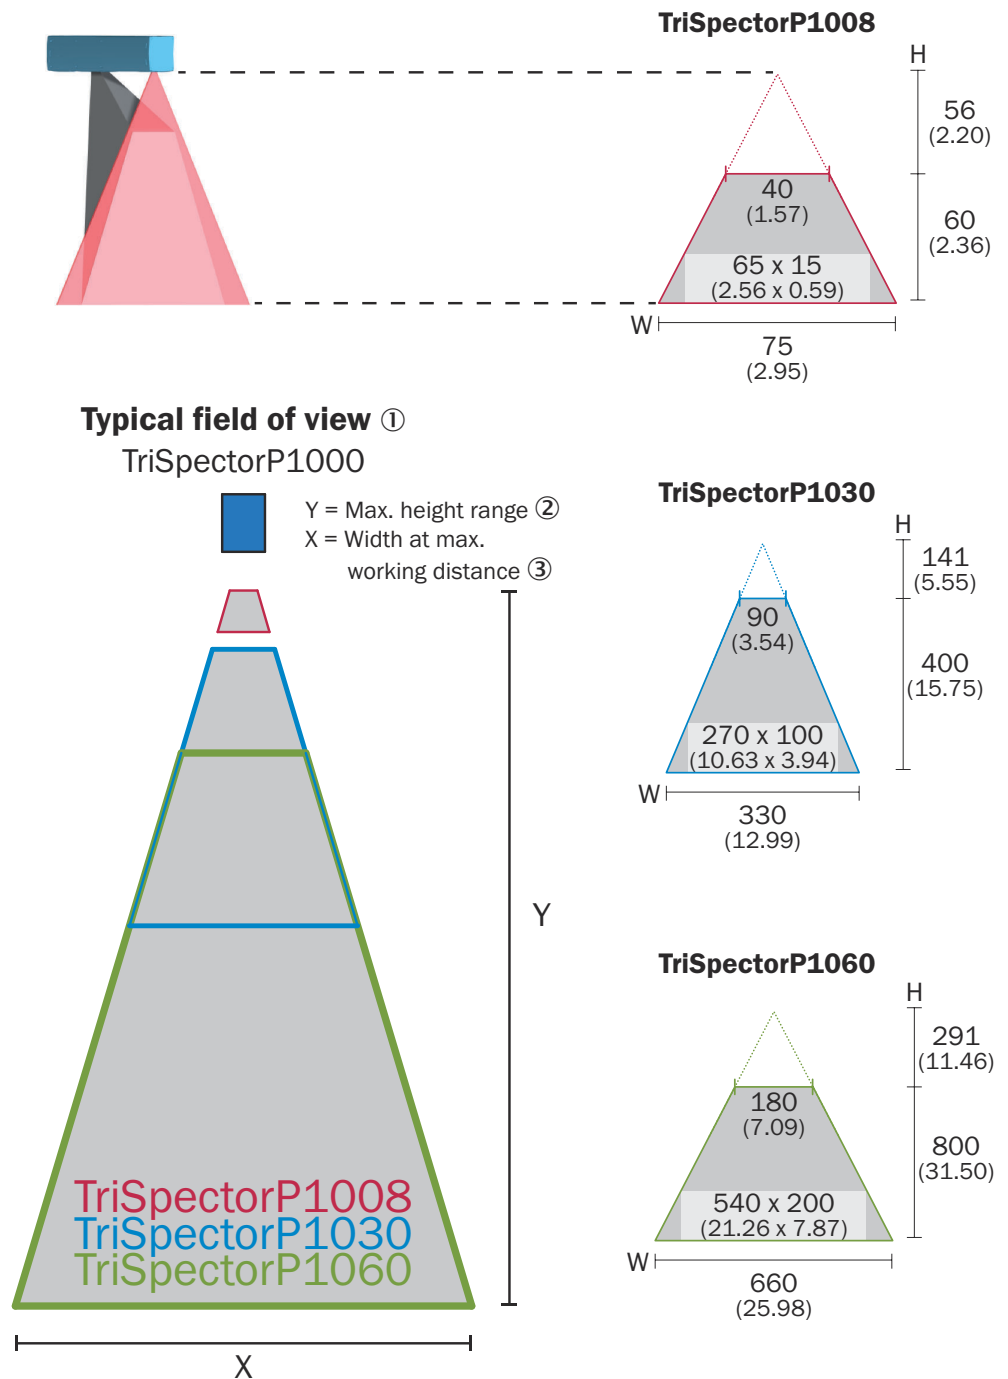 TriSpectorP1008
H
56
(2.20)
40
(1.57)
60
(2.36)
65 x 15
(2.56 x 0.59)
W
75
(2.95)
Typical field of view ①
TriSpectorP1000
Y = Max. height range ②
X = Width at max.
working distance ③
Y
TriSpectorP1008
TriSpectorP1030
TriSpectorP1060
X
TriSpectorP1030
H
141
(5.55)
90
(3.54)
400
(15.75)
270 x 100
(10.63 x 3.94)
W
330
(12.99)
TriSpectorP1060
H
291
(11.46)
180
(7.09)
800
(31.50)
540 x 200
(21.26 x 7.87)
W
660
(25.98)